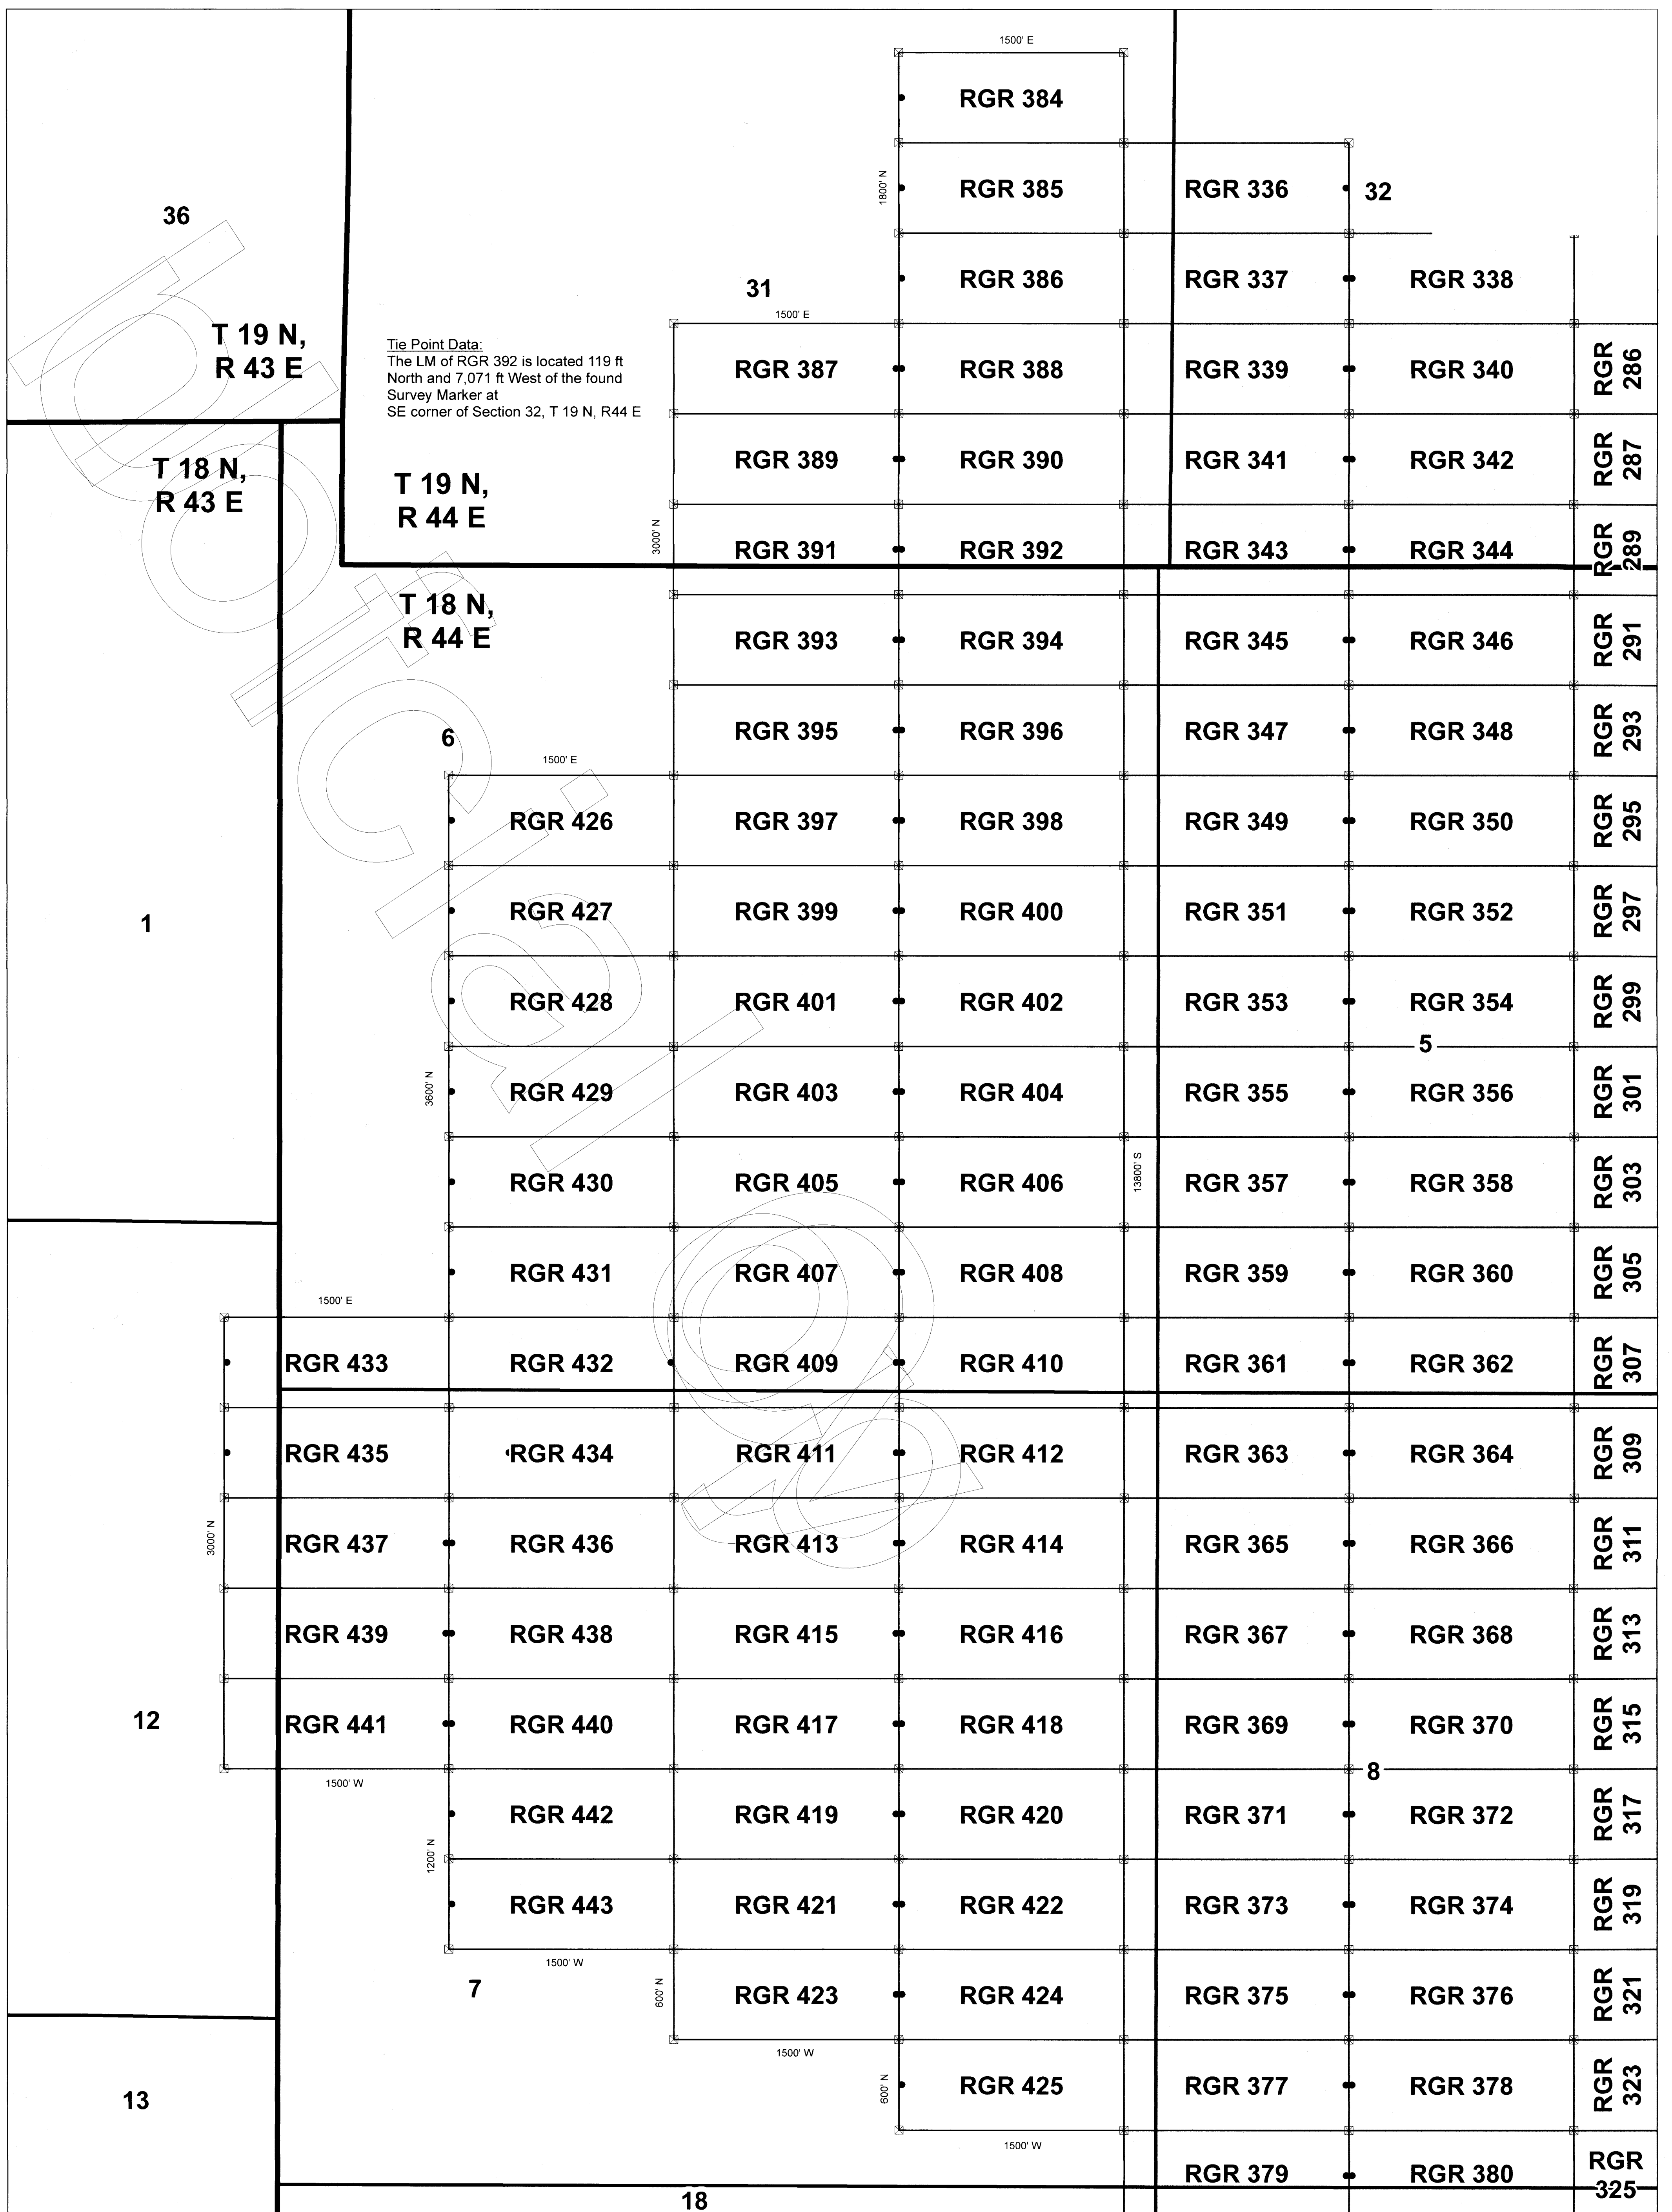 1500' E
RGR 384
1800' N
RGR 385 RGR 336 32
36
RGR 386 RGR 337 RGR 338
31
1500' E
T 19 N,
R 43 E
Tie Point Data:
The LM of RGR 392 is located 119 ft
North and 7,071 ft West of the found
Survey Marker at
SE corner of Section 32, T 19 N, R44 E
RGR 387 RGR 388 RGR 339 RGR 340 RGR 286
T 18 N,
R 43 E
RGR 389 RGR 390 RGR 341 RGR 342 RGR 287
T 19 N,
R 44 E
3000' N
RGR 391 RGR 392 RGR 343 RGR 344 RGR 289
T 18 N,
R 44 E
RGR 393 RGR 394 RGR 345 RGR 346 RGR 291
6
RGR 395 RGR 396 RGR 347 RGR 348 RGR 293
1500' E
RGR 426 RGR 397 RGR 398 RGR 349 RGR 350 RGR 295
1
RGR 427 RGR 399 RGR 400 RGR 351 RGR 352 RGR 297
RGR 428 RGR 401 RGR 402 RGR 353 RGR 354 RGR 299
5
3600' N
RGR 429 RGR 403 RGR 404 RGR 355 RGR 356 RGR 301
13800' S
RGR 430 RGR 405 RGR 406 RGR 357 RGR 358 RGR 303
RGR 431 RGR 407 RGR 408 RGR 359 RGR 360 RGR 305
1500' E
RGR 433 RGR 432 RGR 409 RGR 410 RGR 361 RGR 362 RGR 307
RGR 435 RGR 434 RGR 411 RGR 412 RGR 363 RGR 364 RGR 309
3000' N
RGR 437 RGR 436 RGR 413 RGR 414 RGR 365 RGR 366 RGR 311
RGR 439 RGR 438 RGR 415 RGR 416 RGR 367 RGR 368 RGR 313
12
RGR 441 RGR 440 RGR 417 RGR 418 RGR 369 RGR 370 RGR 315
8
1500' W
RGR 442 RGR 419 RGR 420 RGR 371 RGR 372 RGR 317
1200' N
RGR 443 RGR 421 RGR 422 RGR 373 RGR 374 RGR 319
1500' W
7
600' N
RGR 423 RGR 424 RGR 375 RGR 376 RGR 321
1500' W
13
600' N
RGR 425 RGR 377 RGR 378 RGR 323
1500' W
RGR 379 RGR 380 RGR 325
18